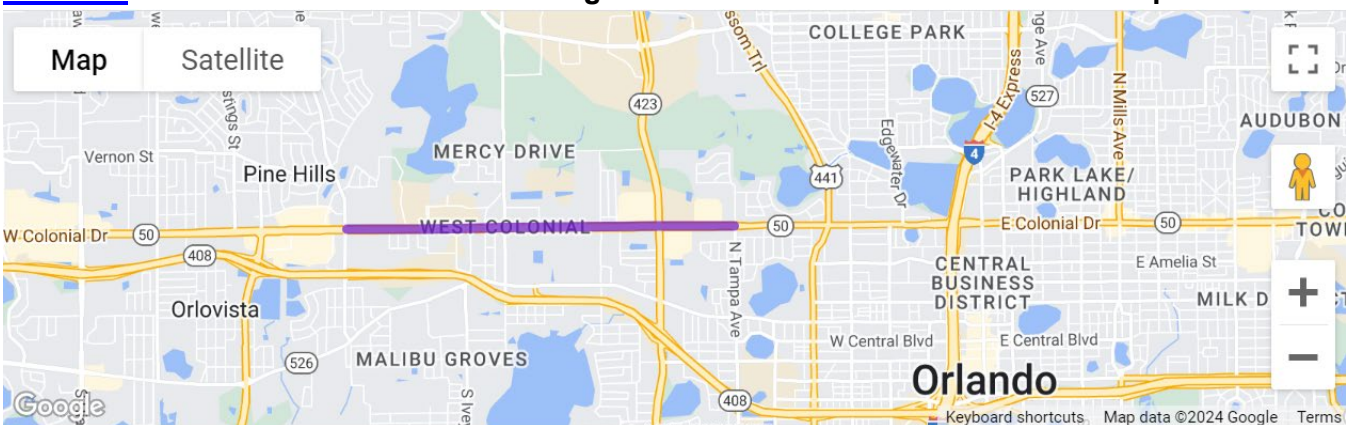 COLLEGE PARK
Map
Satellite
I-4 Express
527
N Mills Ave
423
AUDUBON
Edgewater Dr
MERCY DRIVE
Vernon St
4
Pine Hills
441
PARK LAKE/
HIGHLAND
WEST COLONIAL
50
E Colonial Dr
50
W Colonial Dr
50
408
N Tampa Ave
CENTRAL
BUSINESS
DISTRICT
E Amelia St
Orlovista
MILK D
W Central Blvd
E Central Blvd
526
MALIBU GROVES
Orlando
408
Google
Keyboard shortcuts
Map data ©2024 Google
Terms